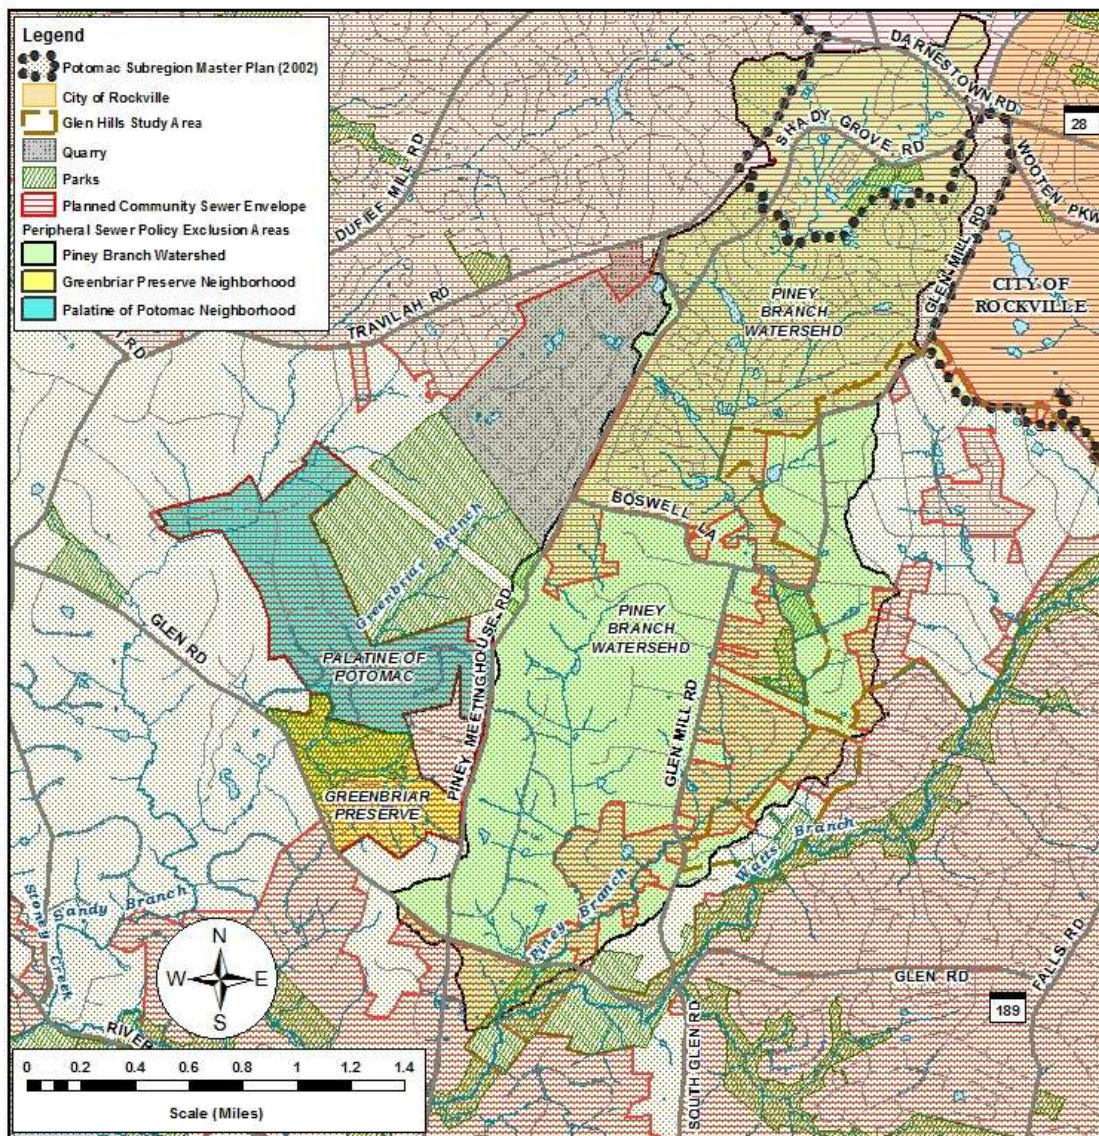 Legend
Potomac Subregion Master Plan (2002)
City of Rockville
Glen Hills Study Area
Quarry
Parks
Planned Community Sewer Envelope
Peripheral Sewer Policy Exclusion Areas
Piney Branch Watershed
Greenbriar Preserve Neighborhood
Palatine of Potomac Neighborhood
DARNESTOWN RD
28
SHADY GROVE RD
WOOTEN PKWY
DUFIEF MILL RD
GLEN MILL RD
CITY OF
ROCKVILLE
PINEY
BRANCH
WATERSEHD
TRAVILAH RD
RD
BOSWELL LA
Greenbriar Branch
PINEY
BRANCH
WATERSEHD
GLEN RD
PALATINE OF
POTOMAC
PINEY MEETINGHOUSE RD
GLEN MILL RD
GREENBRIAR
PRESERVE
Watts Branch
Piney Branch
Sandy Branch
Stoney Creek
N
W E
S
RIVER
GLEN RD
FALLS RD
189
SOUTH GLEN RD
0 0.2 0.4 0.6 0.8 1 1.2 1.4
Scale (Miles)